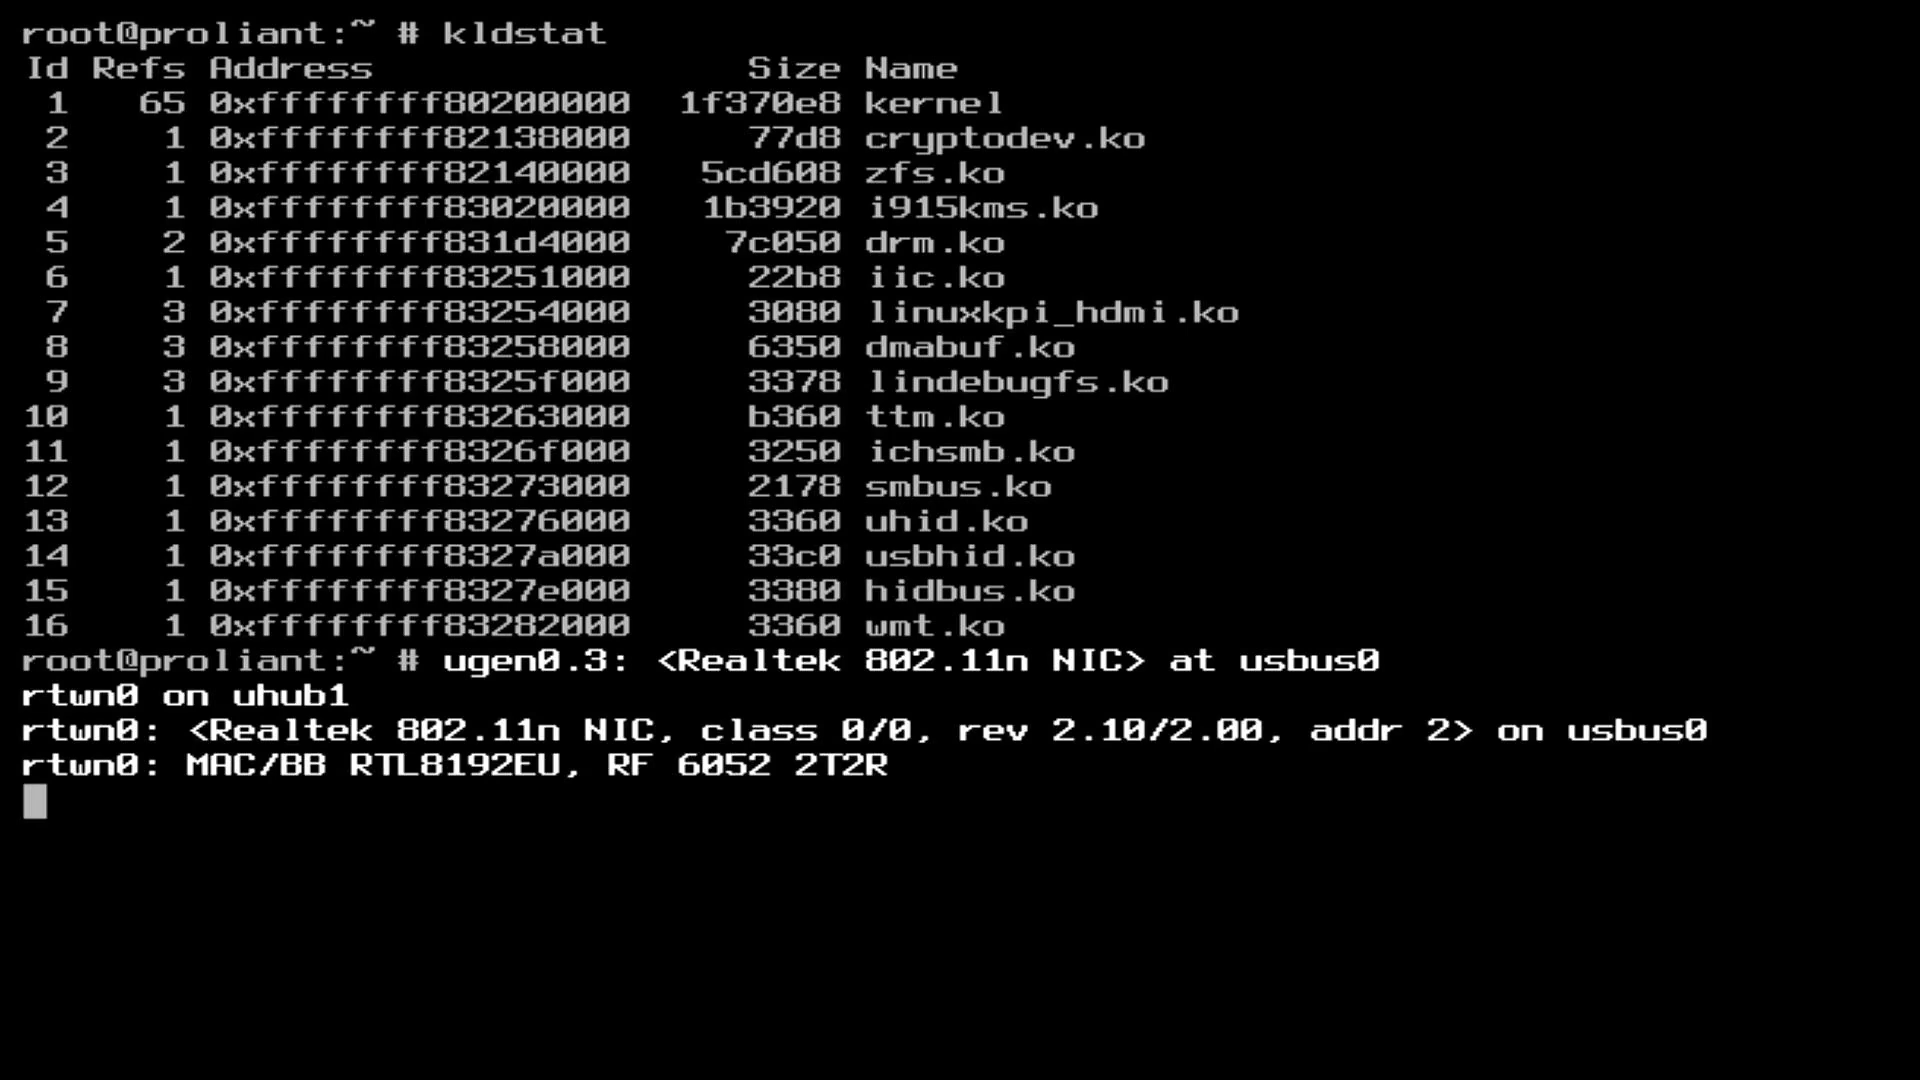 root@proliant:~ # kldstat
Id Refs Address                Size Name
 1   65 0xffffffff80200000  1f370e8 kernel
 2    1 0xffffffff82138000     77d8 cryptodev.ko
 3    1 0xffffffff82140000   5cd608 zfs.ko
 4    1 0xffffffff83020000   1b3920 i915kms.ko
 5    2 0xffffffff831d4000    7c050 drm.ko
 6    1 0xffffffff83251000     22b8 iic.ko
 7    3 0xffffffff83254000     3080 linuxkpi_hdmi.ko
 8    3 0xffffffff83258000     6350 dmabuf.ko
 9    3 0xffffffff8325f000     3378 lindebugfs.ko
10    1 0xffffffff83263000     b360 ttm.ko
11    1 0xffffffff8326f000     3250 ichsmb.ko
12    1 0xffffffff83273000     2178 smbus.ko
13    1 0xffffffff83276000     3360 uhid.ko
14    1 0xffffffff8327a000     33c0 usbhid.ko
15    1 0xffffffff8327e000     3380 hidbus.ko
16    1 0xffffffff83282000     3360 wmt.ko
root@proliant:~ # ugen0.3: <Realtek 802.11n NIC> at usbus0
rtwn0 on uhub1
rtwn0: <Realtek 802.11n NIC, class 0/0, rev 2.10/2.00, addr 2> on usbus0
rtwn0: MAC/BB RTL8192EU, RF 6052 2T2R